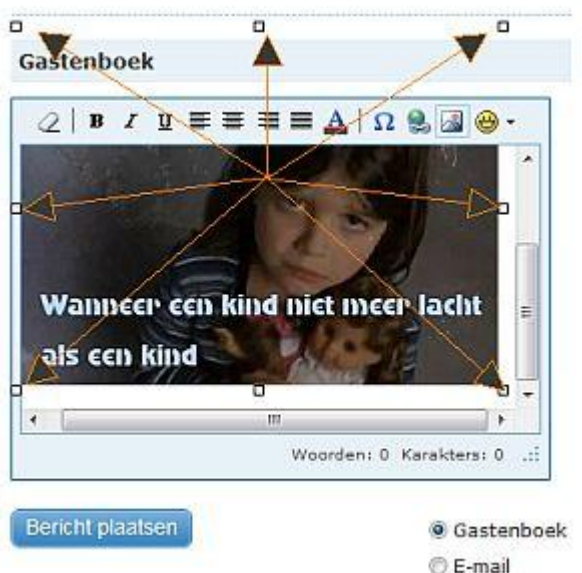 Gastenboek
B I U A Ω
Wanneer een kind niet meer lacht
als een kind
Woorden: 0 Karakters: 0
Bericht plaatsen
Gastenboek
E-mail